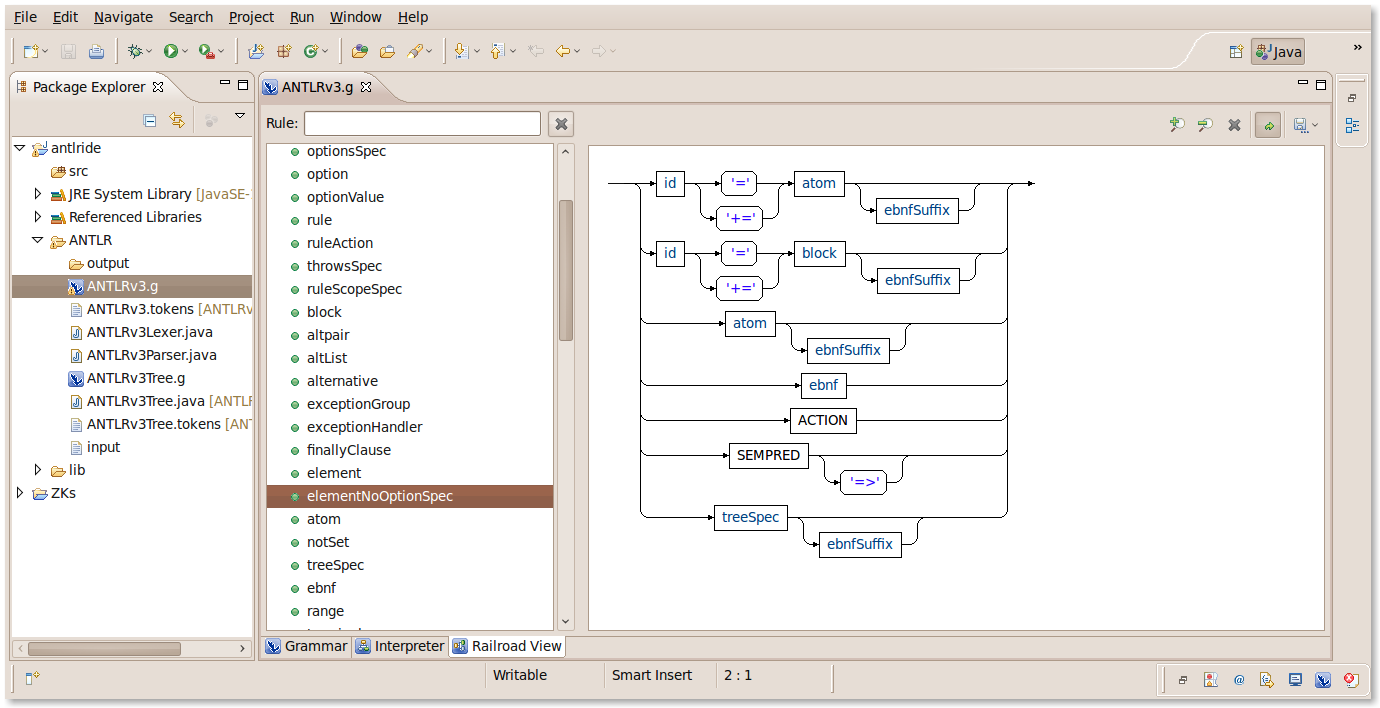 File Edit Navigate Search Project Run Window Help
Java
»
Package Explorer
antlride
src
JRE System Library [JavaSE-
Referenced Libraries
ANTLR
output
ANTLRv3.g
ANTLRv3.tokens [ANTLRv
ANTLRv3Lexer.java
ANTLRv3Parser.java
ANTLRv3Tree.g
ANTLRv3Tree.java [ANTLF
ANTLRv3Tree.tokens [ANT
input
lib
ZKs
ANTLRv3.g
Rule:
optionsSpec
option
optionValue
rule
ruleAction
throwsSpec
ruleScopeSpec
block
altpair
altList
alternative
exceptionGroup
exceptionHandler
finallyClause
element
elementNoOptionSpec
atom
notSet
treeSpec
ebnf
range
id '=' atom
'+=' ebnfSuffix
id '=' block
'+=' ebnfSuffix
atom
ebnfSuffix
ebnf
ACTION
SEMPRED
'=>'
treeSpec
ebnfSuffix
Grammar Interpreter Railroad View
Writable Smart Insert 2 : 1